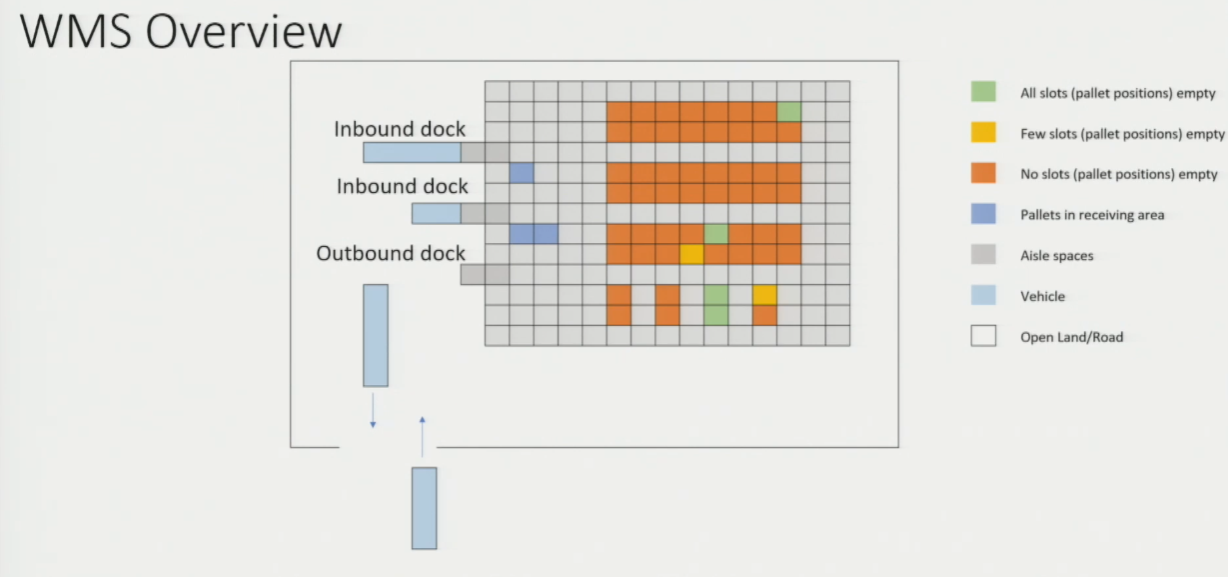 WMS Overview
Inbound dock
Inbound dock
Outbound dock
All slots (pallet positions) empty
Few slots (pallet positions) empty
No slots (pallet positions) empty
Pallets in receiving area
Aisle spaces
Vehicle
Open Land/Road